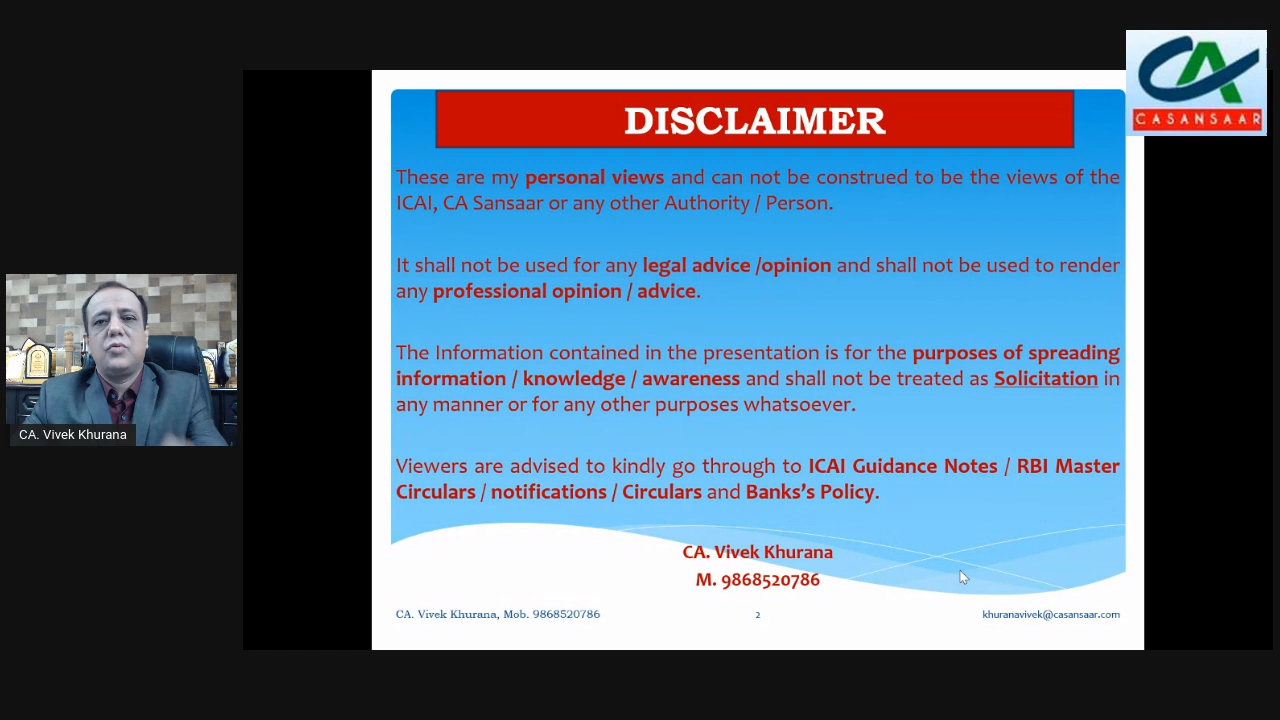 CASANSAAR
DISCLAIMER
These are my personal views and can not be construed to be the views of the
ICAI, CA Sansaar or any other Authority / Person.
It shall not be used for any legal advice /opinion and shall not be used to render
any professional opinion / advice.
The Information contained in the presentation is for the purposes of spreading
information / knowledge / awareness and shall not be treated as Solicitation in
any manner or for any other purposes whatsoever.
Viewers are advised to kindly go through to ICAI Guidance Notes / RBI Master
Circulars / notifications / Circulars and Banks’s Policy.
CA. Vivek Khurana
M. 9868520786
CA. Vivek Khurana, Mob. 9868520786
2
khuranavivek@casansaar.com
CA. Vivek Khurana